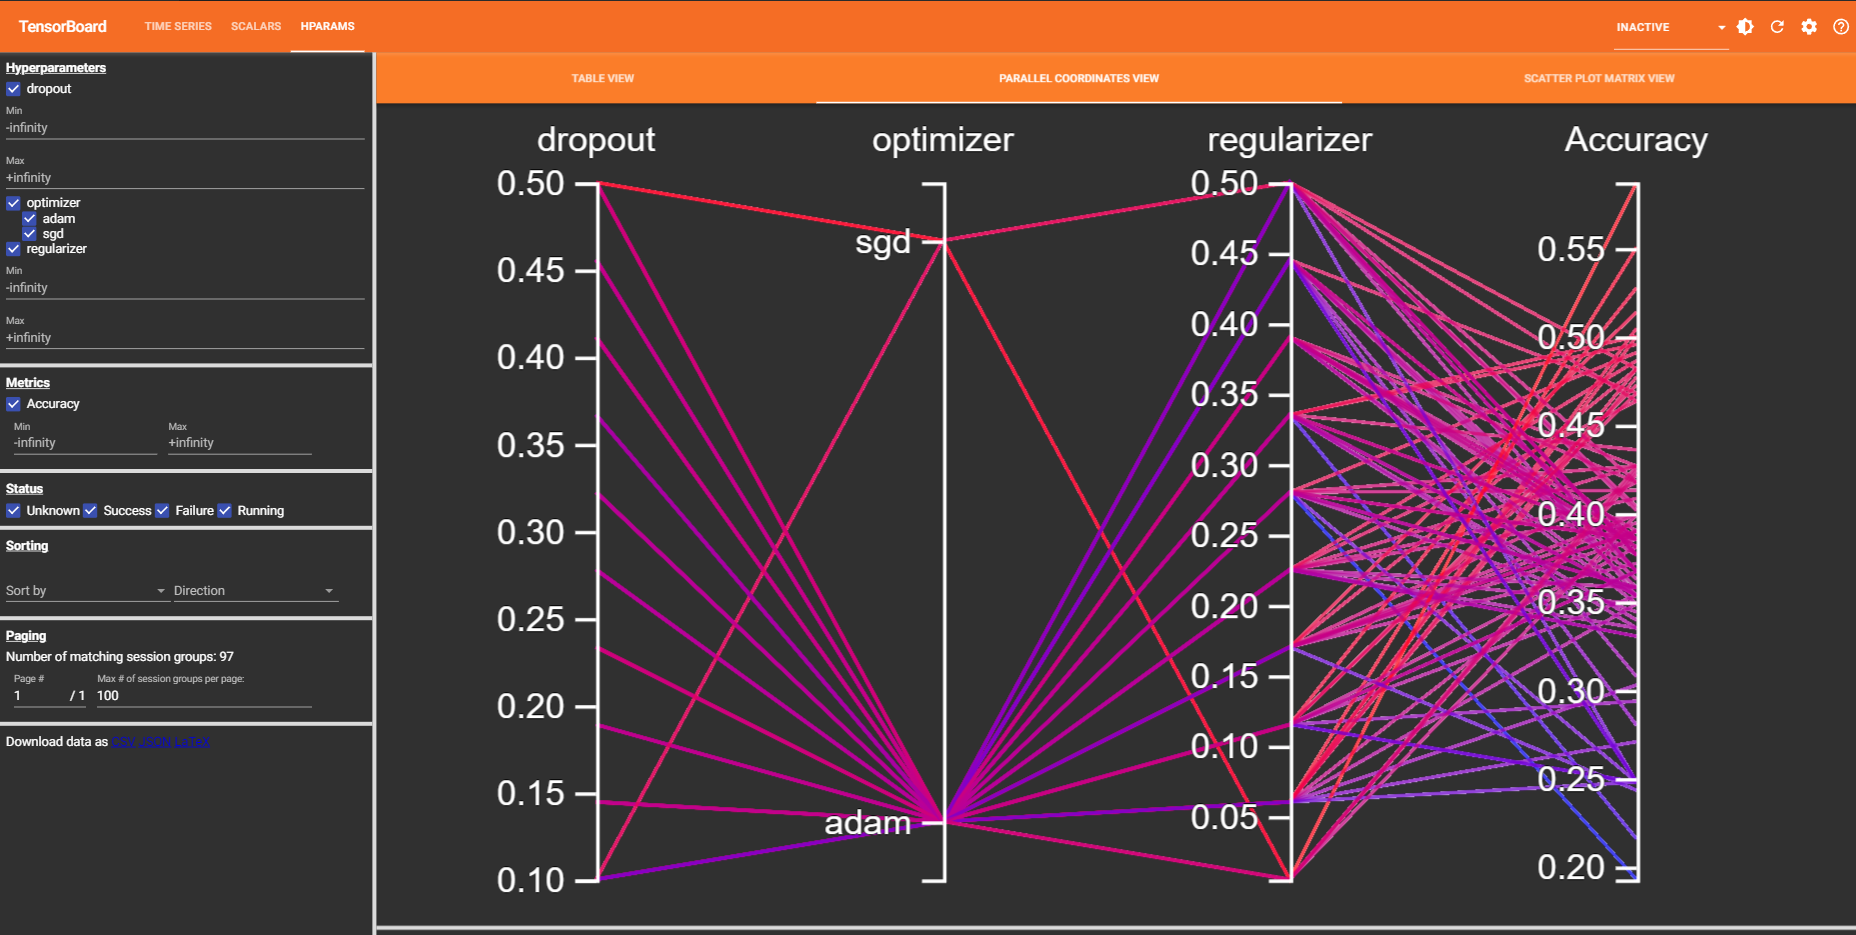 TensorBoard TIME SERIES SCALARS HPARAMS INACTIVE
TABLE VIEW PARALLEL COORDINATES VIEW SCATTER PLOT MATRIX VIEW
Hyperparameters
dropout
Min
-infinity
Max
+infinity
optimizer
adam
sgd
regularizer
Min
-infinity
Max
+infinity
Metrics
Accuracy
Min Max
-infinity +infinity
Status
Unknown Success Failure Running
Sorting
Sort by Direction
Paging
Number of matching session groups: 97
Page # Max # of session groups per page:
1 / 1 100
Download data as CSV JSON LaTeX
dropout optimizer regularizer Accuracy
0.50
0.45
0.40
0.35
0.30
0.25
0.20
0.15
0.10
sgd
adam
0.50
0.45
0.40
0.35
0.30
0.25
0.20
0.15
0.10
0.05
0.55
0.50
0.45
0.40
0.35
0.30
0.25
0.20